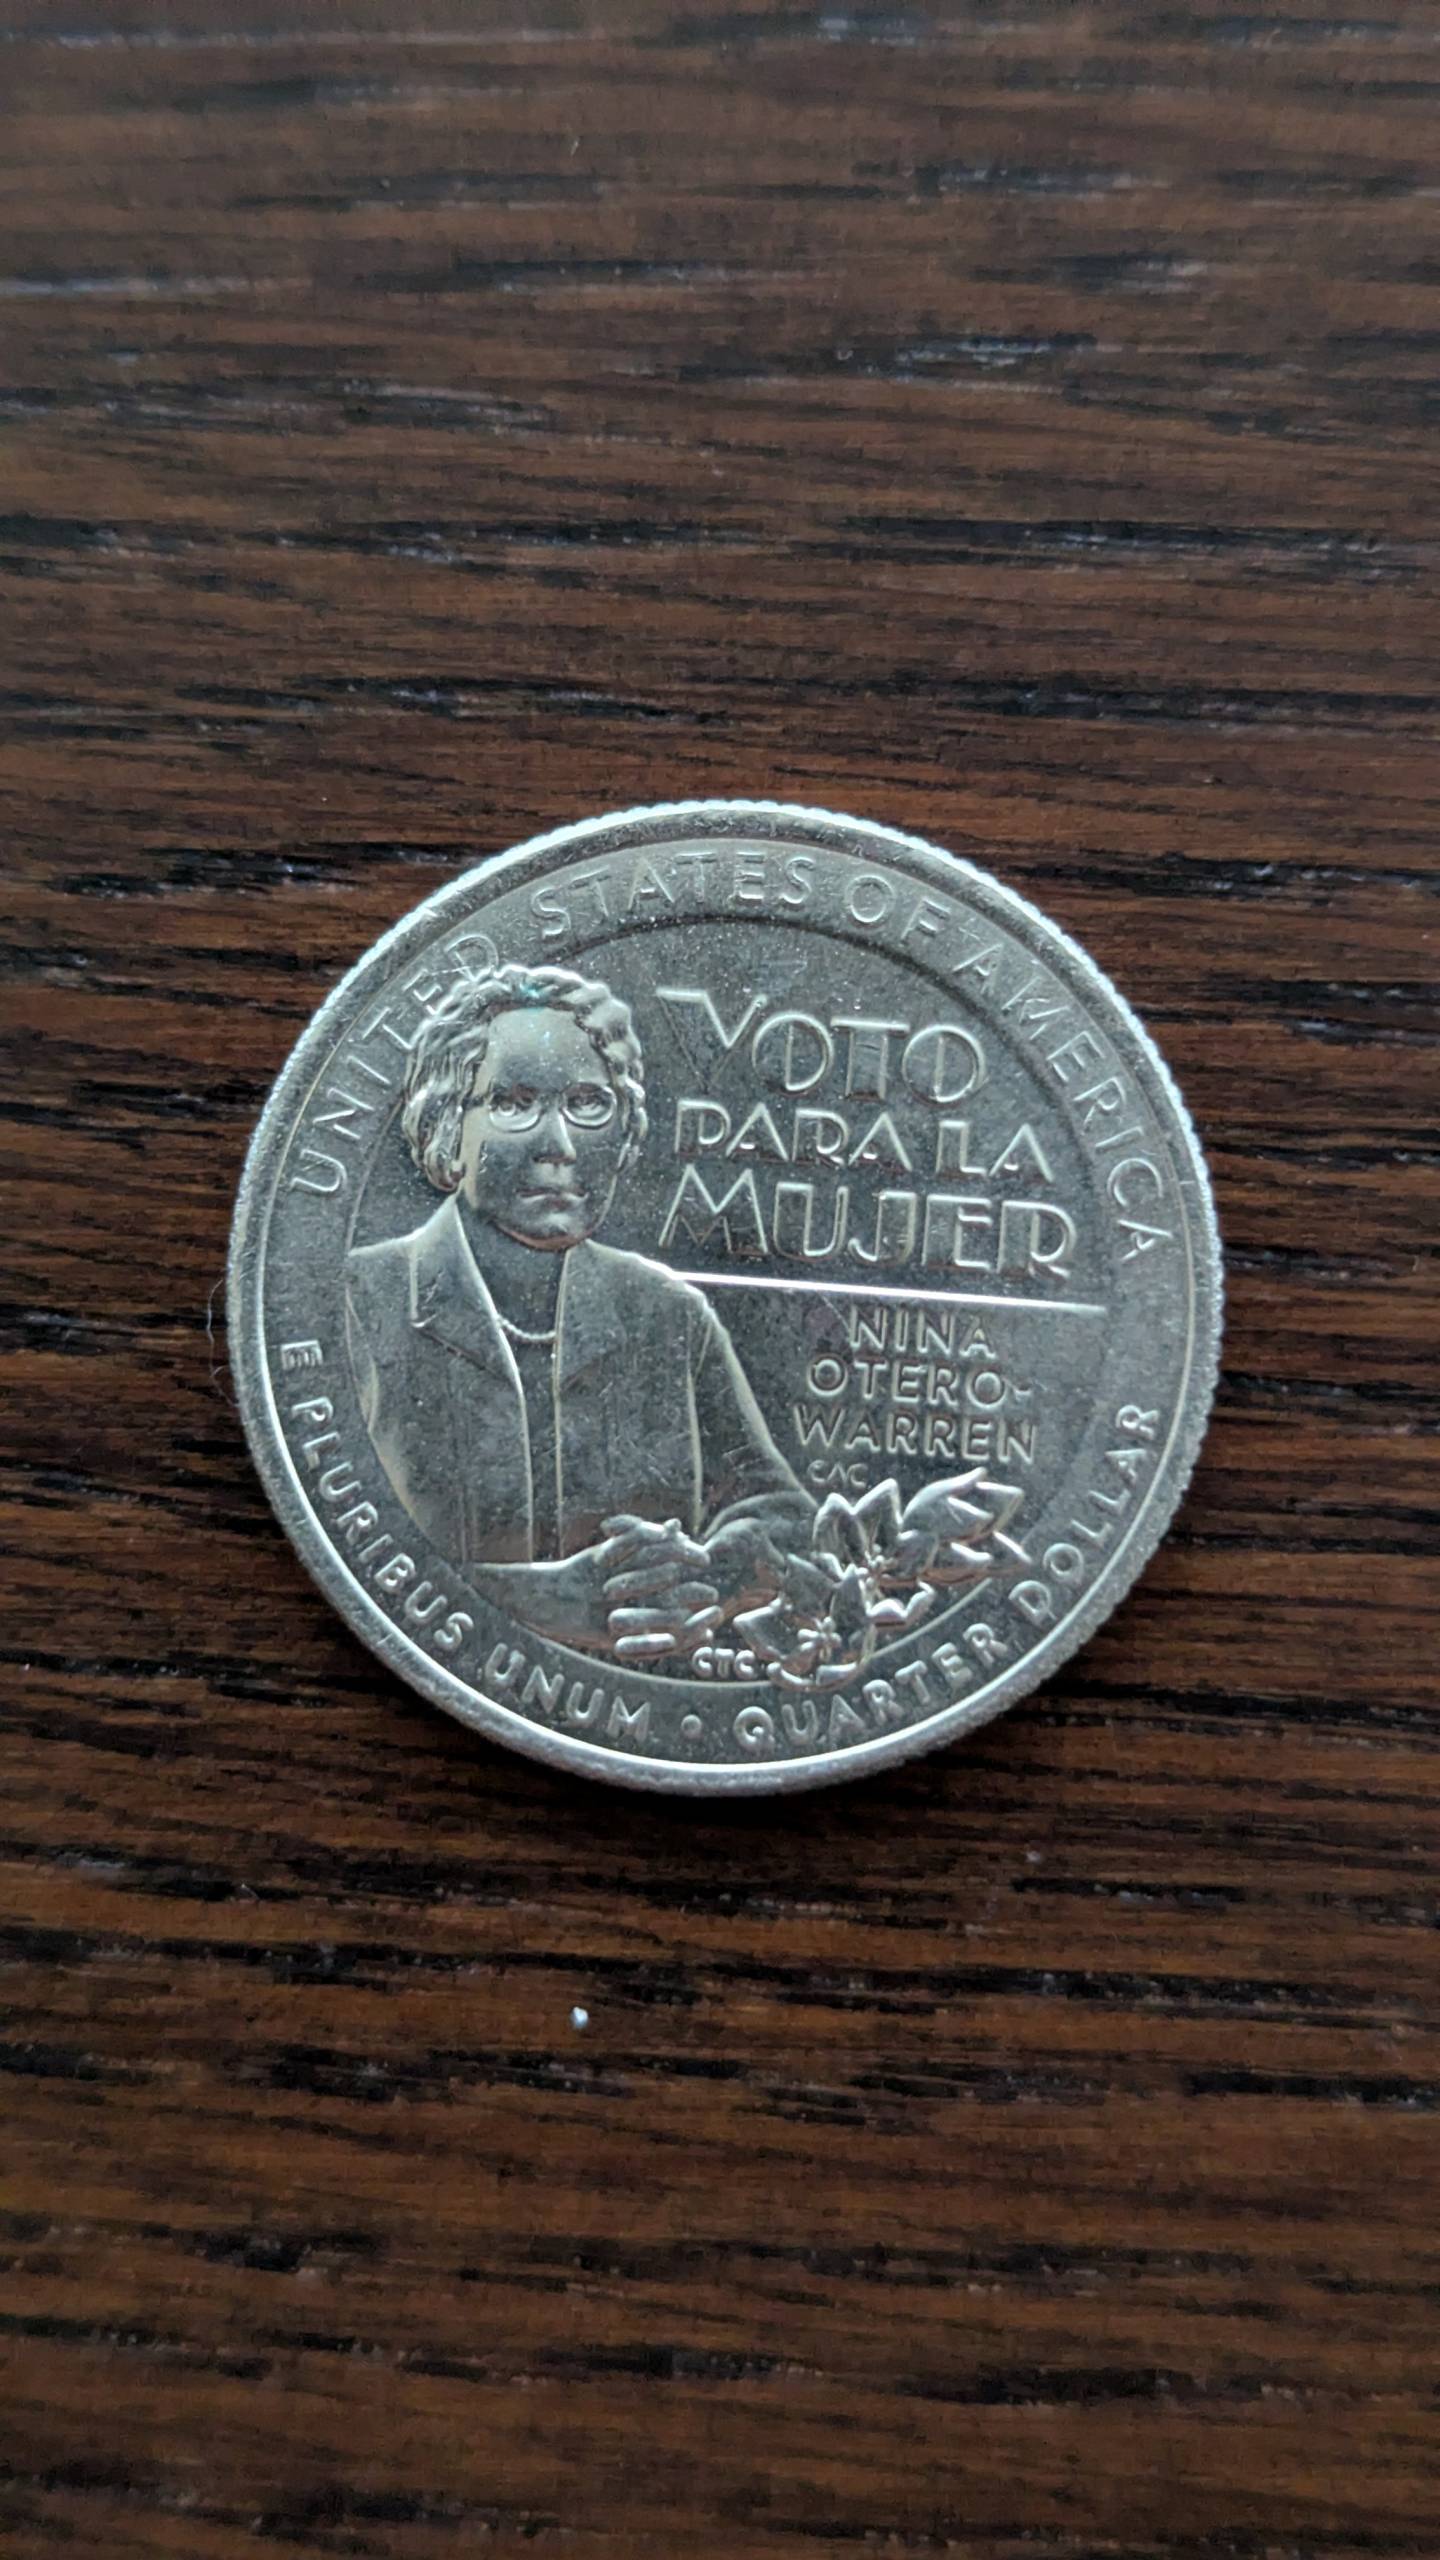 UNITED STATES OF AMERICA
VOTO
PARA LA
MUJER
NINA
OTERO-
WARREN
CAC
CTC
E PLURIBUS UNUM • QUARTER DOLLAR